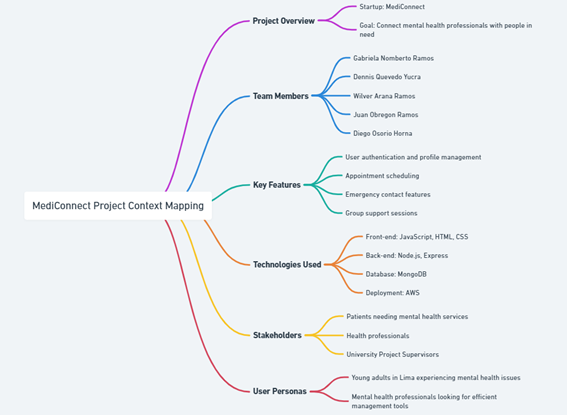 Startup: MediConnect
Project Overview
Goal: Connect mental health professionals with people in
need
Gabriela Nomberto Ramos
Dennis Quevedo Yucra
Team Members
Wilver Arana Ramos
Juan Obregon Ramos
Diego Osorio Horna
User authentication and profile management
Appointment scheduling
Key Features
Emergency contact features
Group support sessions
MediConnect Project Context Mapping
Front-end: JavaScript, HTML, CSS
Back-end: Node.js, Express
Technologies Used
Database: MongoDB
Deployment: AWS
Patients needing mental health services
Stakeholders
Health professionals
University Project Supervisors
Young adults in Lima experiencing mental health issues
User Personas
Mental health professionals looking for efficient
management tools